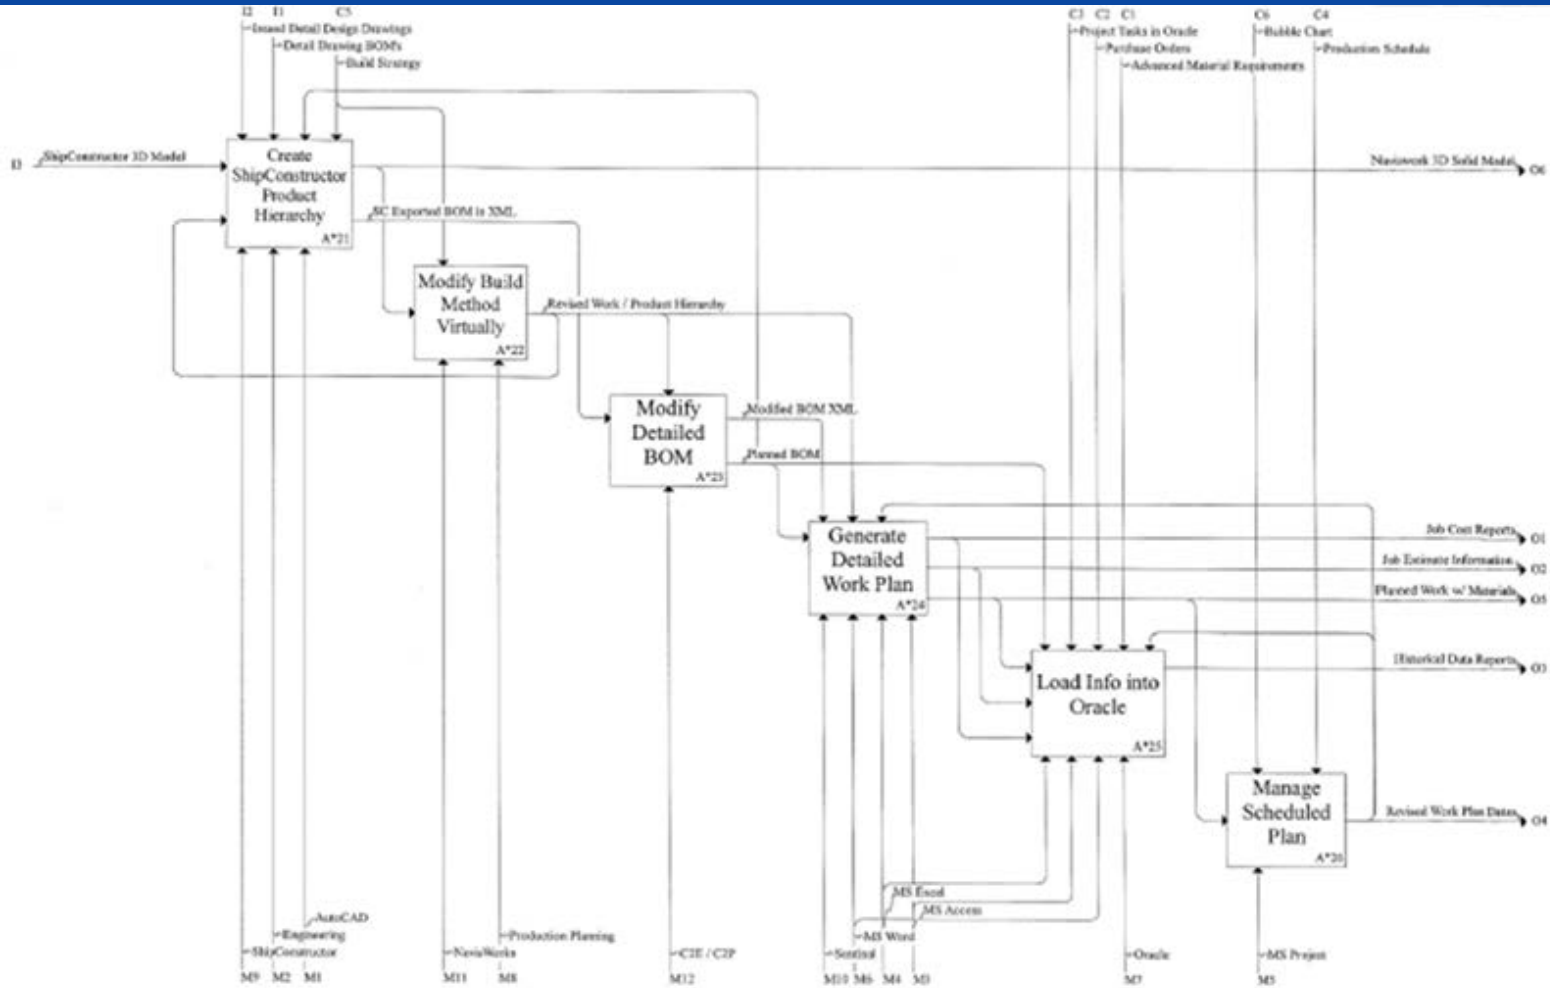 I2 I1 C5 C3 C2 C1 C6 C4
Issued Detail Design Drawings
Detail Drawing BOM's
Build Strategy
Project Tasks in Oracle
Purchase Orders
Advanced Material Requirements
Bubble Chart
Production Schedule
I3 ShipConstructor 3D Model
Create
ShipConstructor
Product
Hierarchy
A*21
Naviswork 3D Solid Model O6
SC Exported BOM in XML
Modify Build
Method
Virtually
A*22
Revised Work / Product Hierarchy
Modify
Detailed
BOM
A*23
Modified BOM XML
Planned BOM
Generate
Detailed
Work Plan
A*24
Job Cost Reports O1
Job Estimate Information O2
Planned Work w/ Materials O5
Load Info into
Oracle
A*25
Historical Data Reports O3
Manage
Scheduled
Plan
A*26
Revised Work Plan Dates O4
MS Excel
MS Access
MS Word
AutoCAD
Engineering
ShipConstructor
Production Planning
NavisWorks
C2E / C2P
Sentinal
Oracle
MS Project
M9 M2 M1 M11 M8 M12 M10 M6 M4 M3 M7 M5